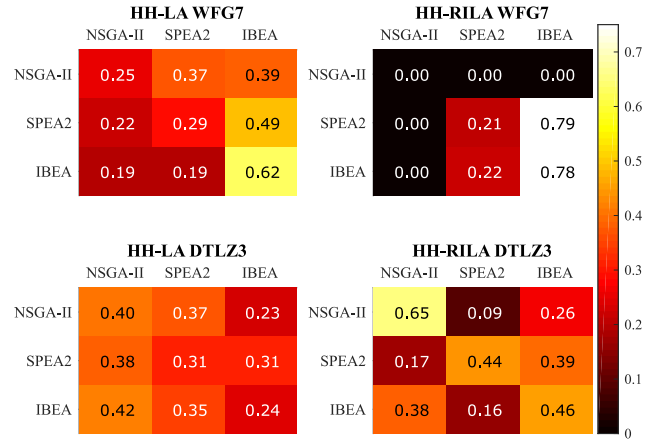 HH-LA WFG7
NSGA-II SPEA2 IBEA
NSGA-II 0.25 0.37 0.39
SPEA2 0.22 0.29 0.49
IBEA 0.19 0.19 0.62
HH-RILA WFG7
NSGA-II SPEA2 IBEA
NSGA-II 0.00 0.00 0.00
SPEA2 0.00 0.21 0.79
IBEA 0.00 0.22 0.78
HH-LA DTLZ3
NSGA-II SPEA2 IBEA
NSGA-II 0.40 0.37 0.23
SPEA2 0.38 0.31 0.31
IBEA 0.42 0.35 0.24
HH-RILA DTLZ3
NSGA-II SPEA2 IBEA
NSGA-II 0.65 0.09 0.26
SPEA2 0.17 0.44 0.39
IBEA 0.38 0.16 0.46
0.7
0.6
0.5
0.4
0.3
0.2
0.1
0